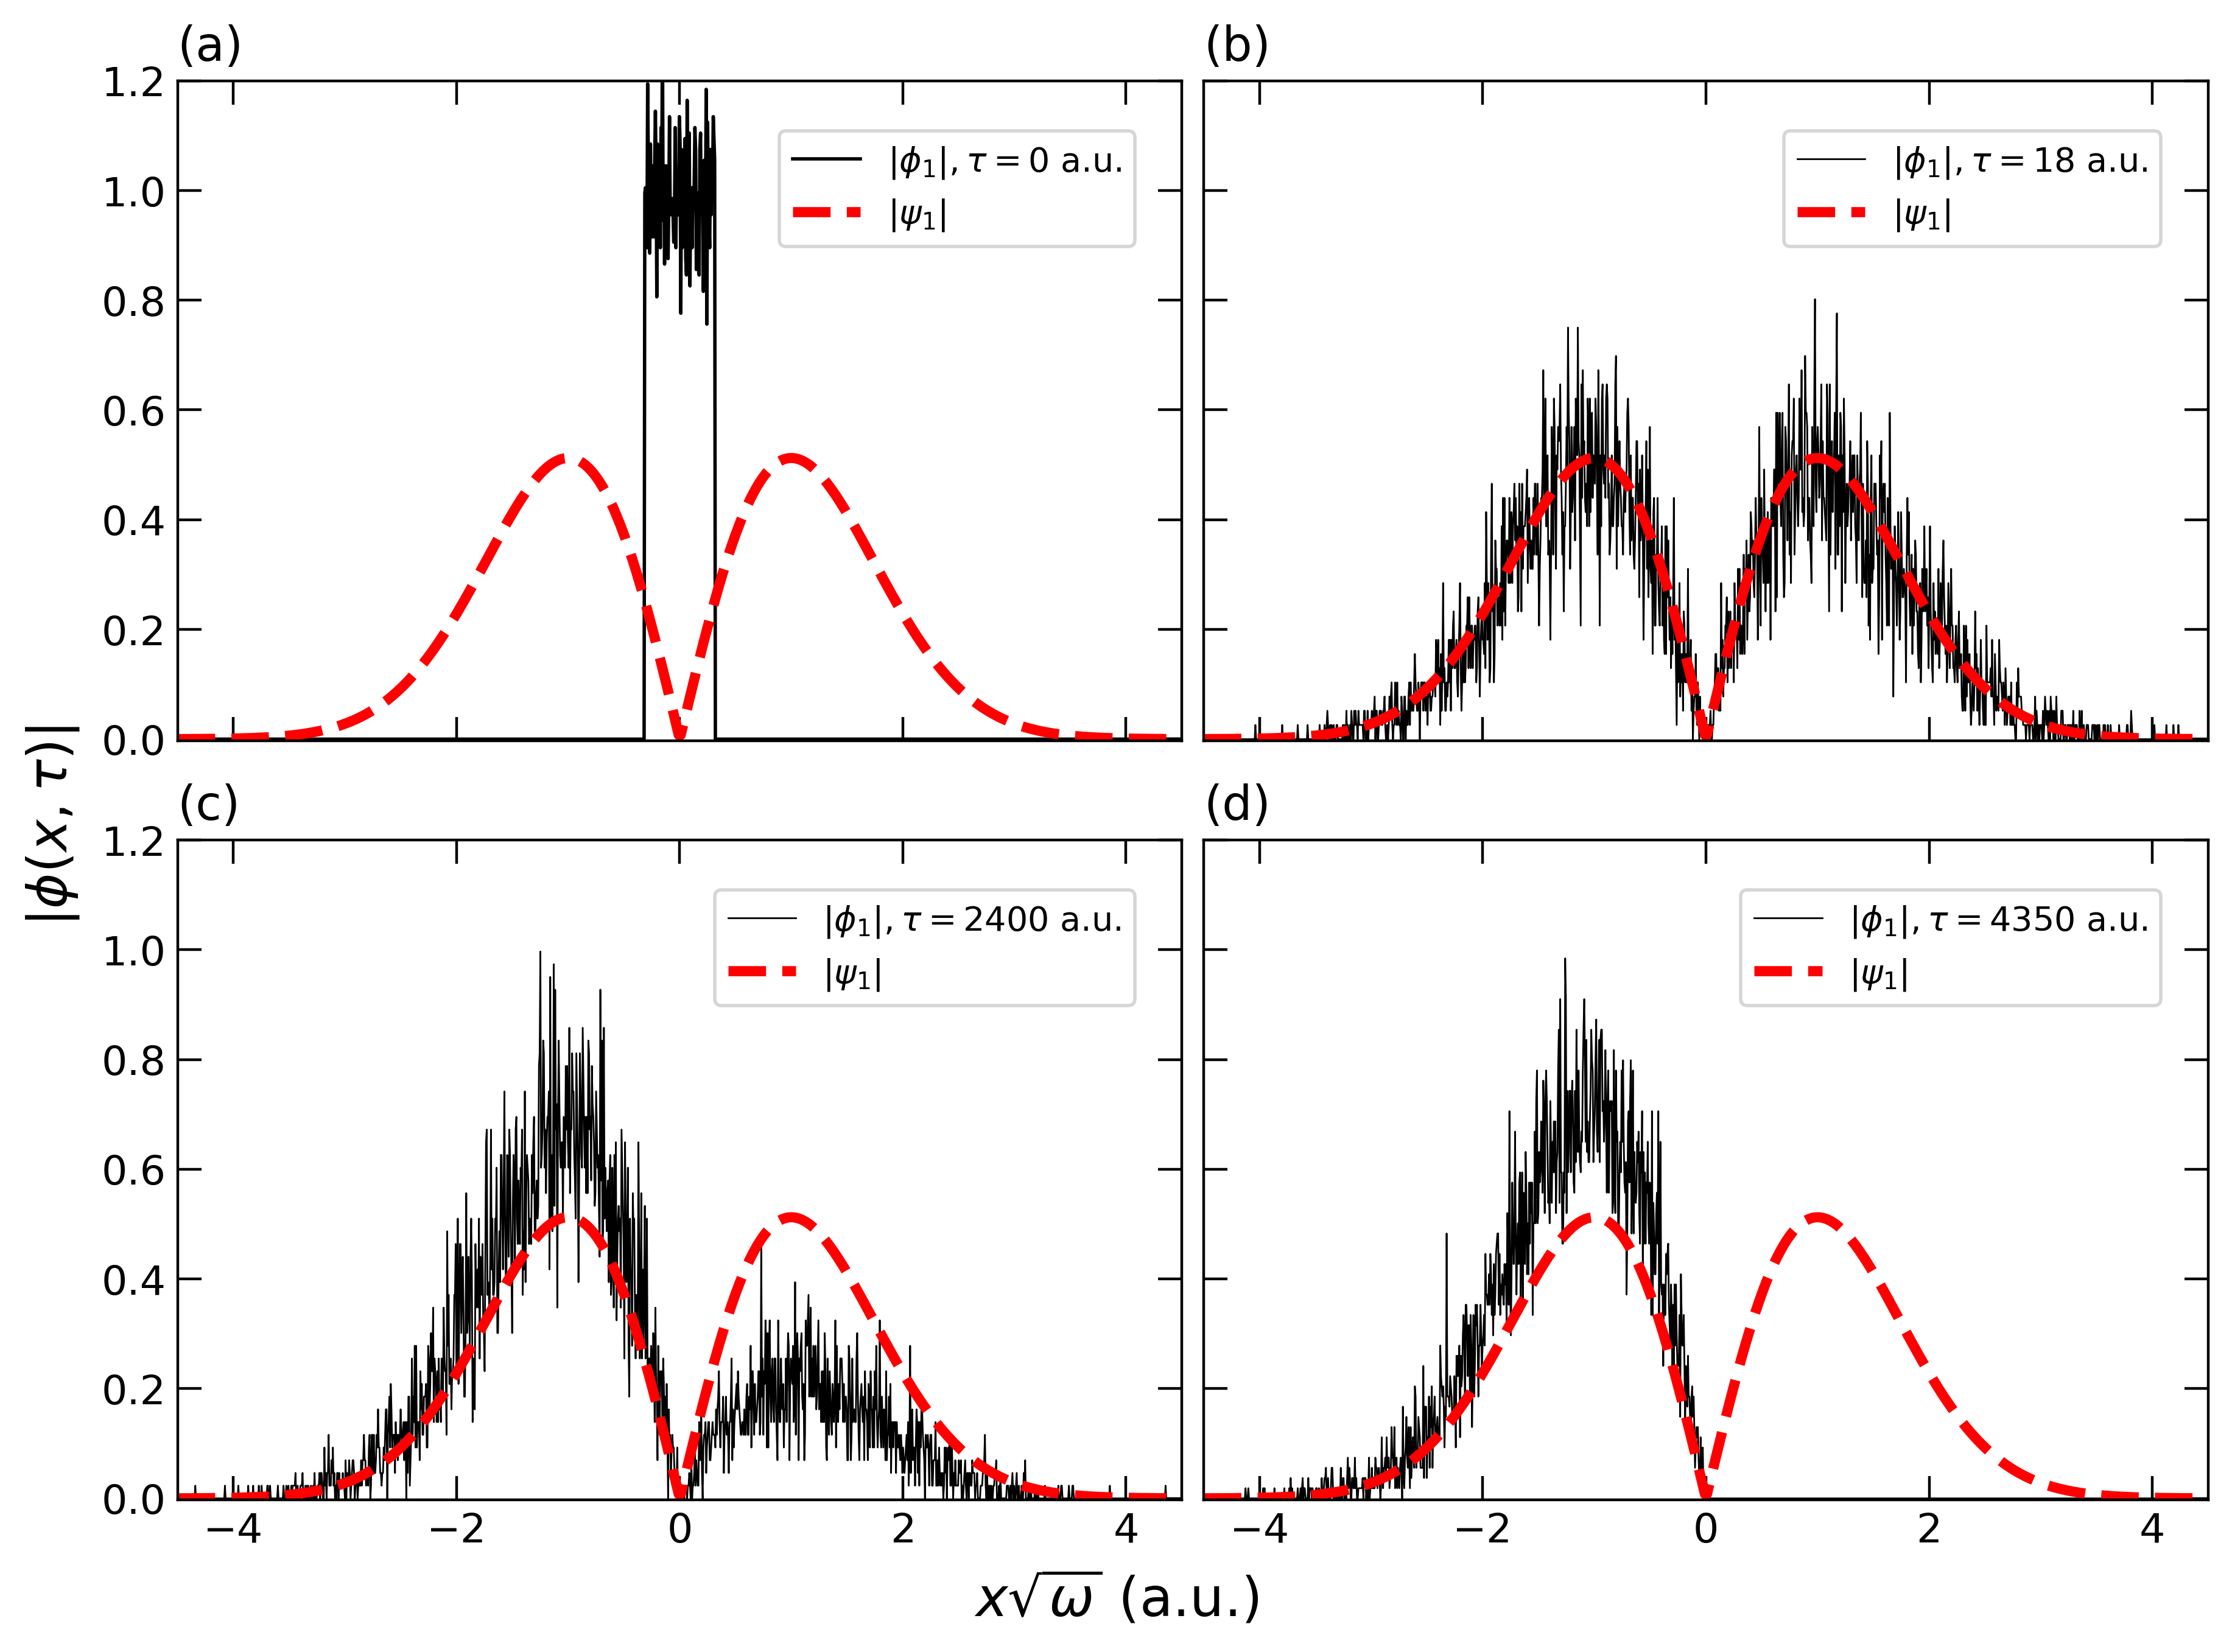 (a)
(b)
1.2
1.0
0.8
0.6
0.4
0.2
0.0
|ϕ₁|, τ = 0 a.u.
|ψ₁|
|ϕ₁|, τ = 18 a.u.
|ψ₁|
|ϕ(x, τ)|
(c)
(d)
1.2
1.0
0.8
0.6
0.4
0.2
0.0
|ϕ₁|, τ = 2400 a.u.
|ψ₁|
|ϕ₁|, τ = 4350 a.u.
|ψ₁|
−4 −2 0 2 4
−4 −2 0 2 4
x√ω (a.u.)